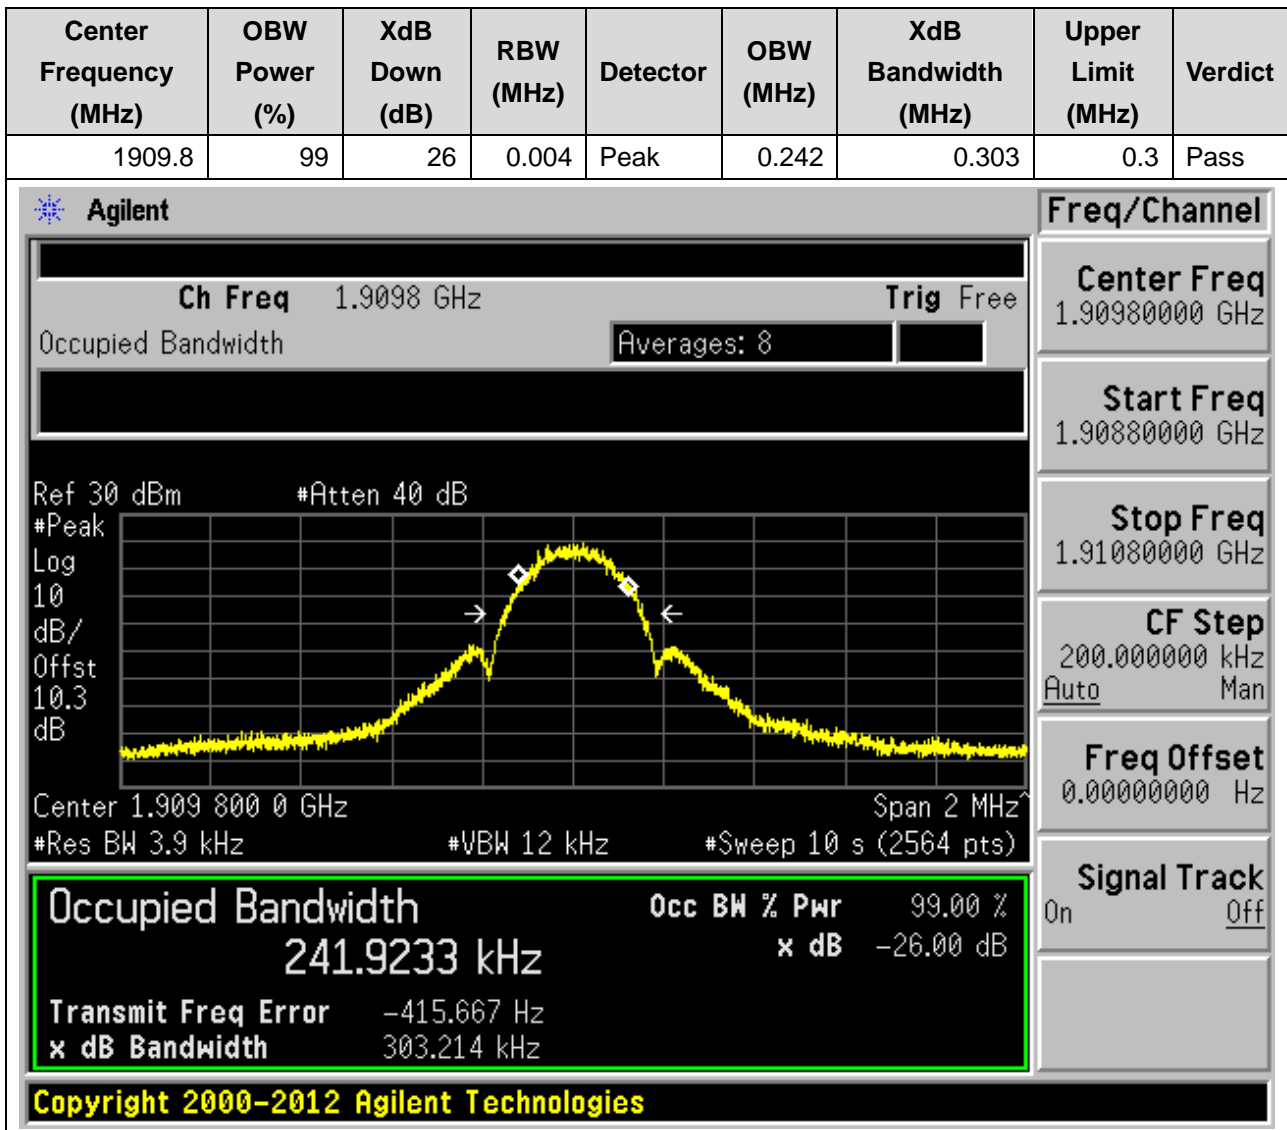 Center Frequency (MHz) OBW Power (%) XdB Down (dB) RBW (MHz) Detector OBW (MHz) XdB Bandwidth (MHz) Upper Limit (MHz) Verdict
1909.8 99 26 0.004 Peak 0.242 0.303 0.3 Pass
Agilent
Freq/Channel
Ch Freq 1.9098 GHz Trig Free
Occupied Bandwidth Averages: 8
Center Freq
1.90980000 GHz
Start Freq
1.90880000 GHz
Stop Freq
1.91080000 GHz
CF Step
200.000000 kHz
Auto Man
Freq Offset
0.00000000 Hz
Signal Track
On Off
Ref 30 dBm #Atten 40 dB
#Peak
Log
10
dB/
Offst
10.3
dB
Center 1.909 800 0 GHz Span 2 MHz^
#Res BW 3.9 kHz #VBW 12 kHz #Sweep 10 s (2564 pts)
Occupied Bandwidth Occ BW % Pwr 99.00 %
241.9233 kHz x dB -26.00 dB
Transmit Freq Error -415.667 Hz
x dB Bandwidth 303.214 kHz
Copyright 2000-2012 Agilent Technologies